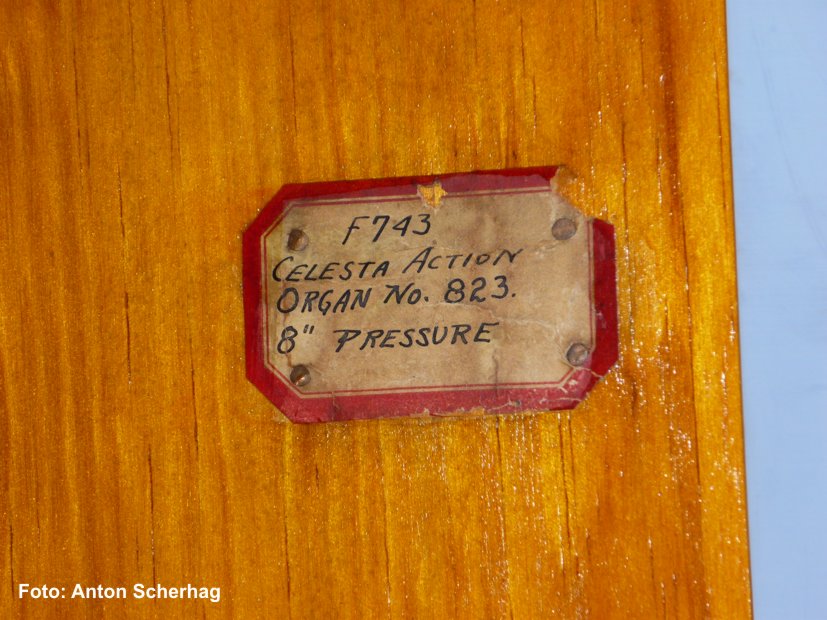 F743
CELESTA ACTION
ORGAN NO. 823.
8" PRESSURE
Foto: Anton Scherhag